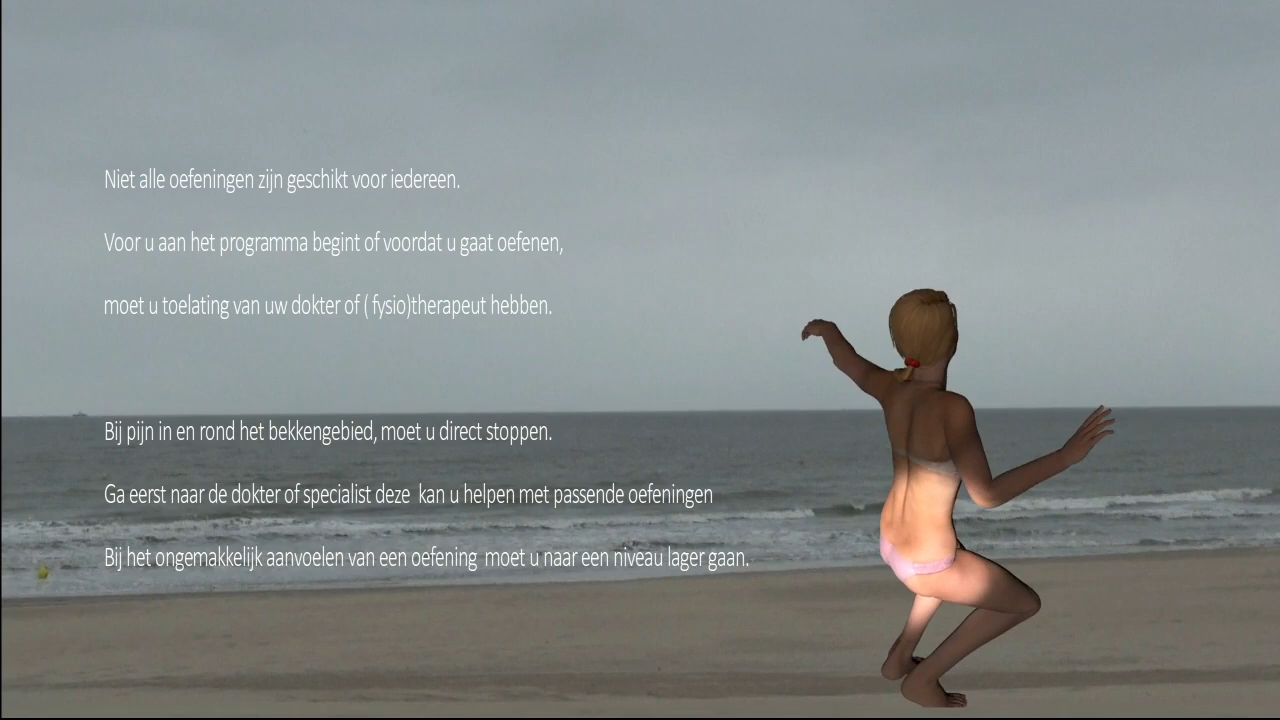 Niet alle oefeningen zijn geschikt voor iedereen.
Voor u aan het programma begint of voordat u gaat oefenen,
moet u toelating van uw dokter of ( fysio)therapeut hebben.
Bij pijn in en rond het bekkengebied, moet u direct stoppen.
Ga eerst naar de dokter of specialist deze  kan u helpen met passende oefeningen
Bij het ongemakkelijk aanvoelen van een oefening  moet u naar een niveau lager gaan.